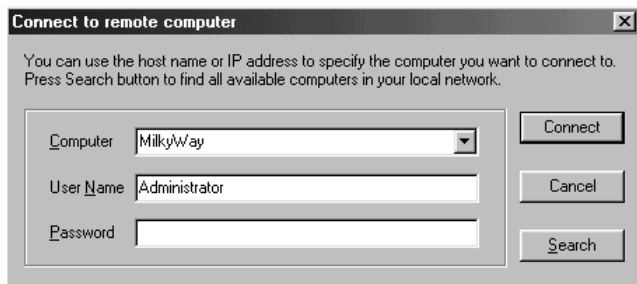 Connect to remote computer
You can use the host name or IP address to specify the computer you want to connect to.
Press Search button to find all available computers in your local network.
Computer MilkyWay Connect
User Name Administrator Cancel
Password Search